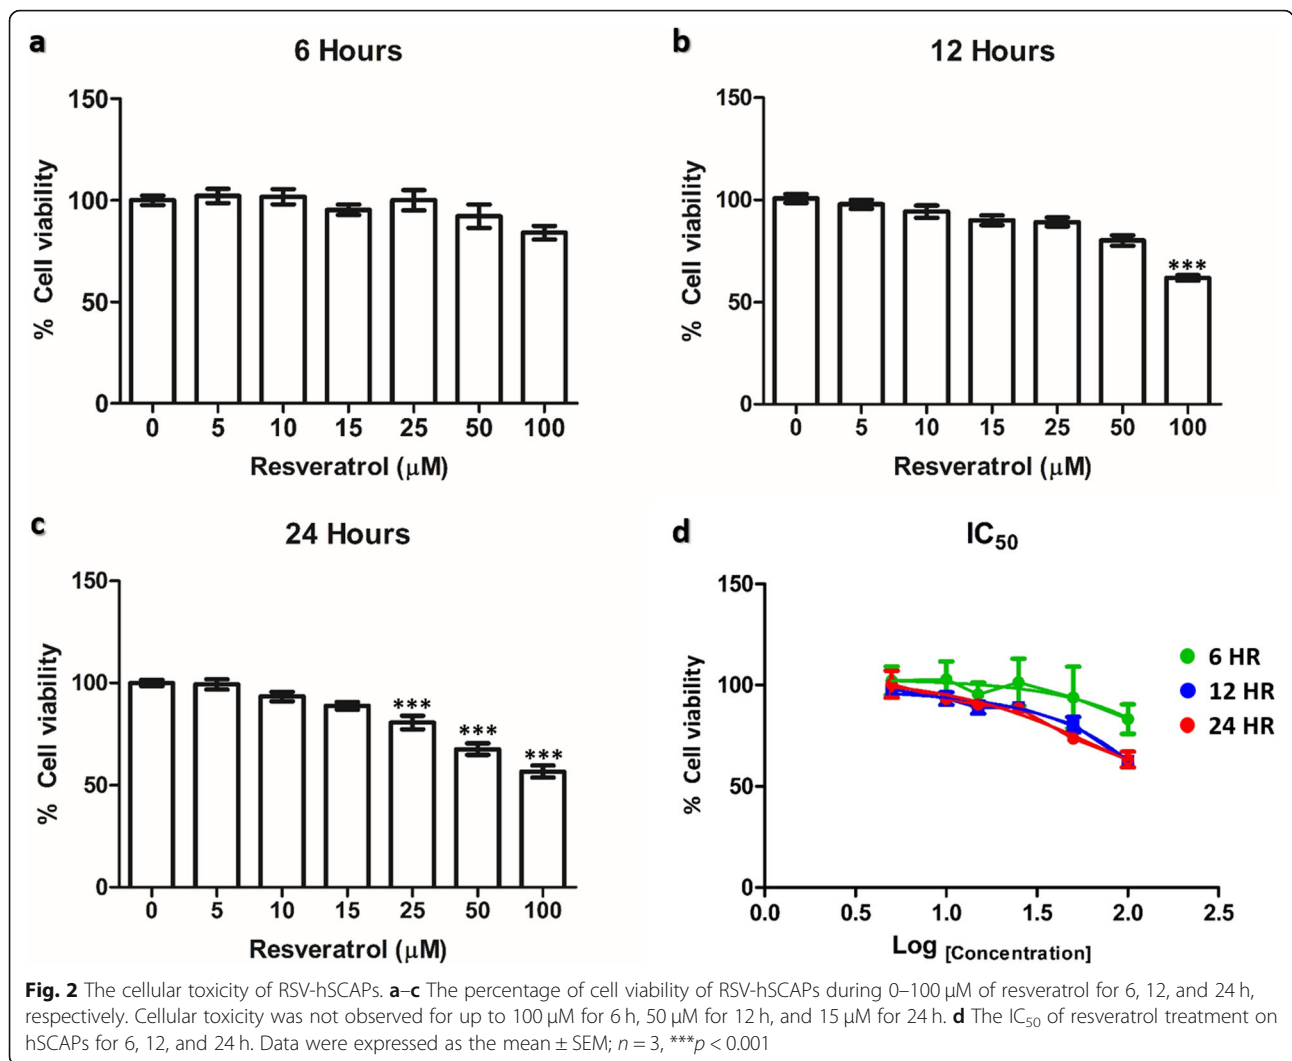 a
6 Hours
150
100
50
0
% Cell viability
0 5 10 15 25 50 100
Resveratrol (µM)
b
12 Hours
150
100
50
0
% Cell viability
***
0 5 10 15 25 50 100
Resveratrol (µM)
c
24 Hours
150
100
50
0
% Cell viability
***
***
***
0 5 10 15 25 50 100
Resveratrol (µM)
d
IC50
150
100
50
0
% Cell viability
6 HR
12 HR
24 HR
0.0 0.5 1.0 1.5 2.0 2.5
Log [Concentration]
Fig. 2 The cellular toxicity of RSV-hSCAPs. a–c The percentage of cell viability of RSV-hSCAPs during 0–100 µM of resveratrol for 6, 12, and 24 h,
respectively. Cellular toxicity was not observed for up to 100 µM for 6 h, 50 µM for 12 h, and 15 µM for 24 h. d The IC50 of resveratrol treatment on
hSCAPs for 6, 12, and 24 h. Data were expressed as the mean ± SEM; n = 3, ***p < 0.001